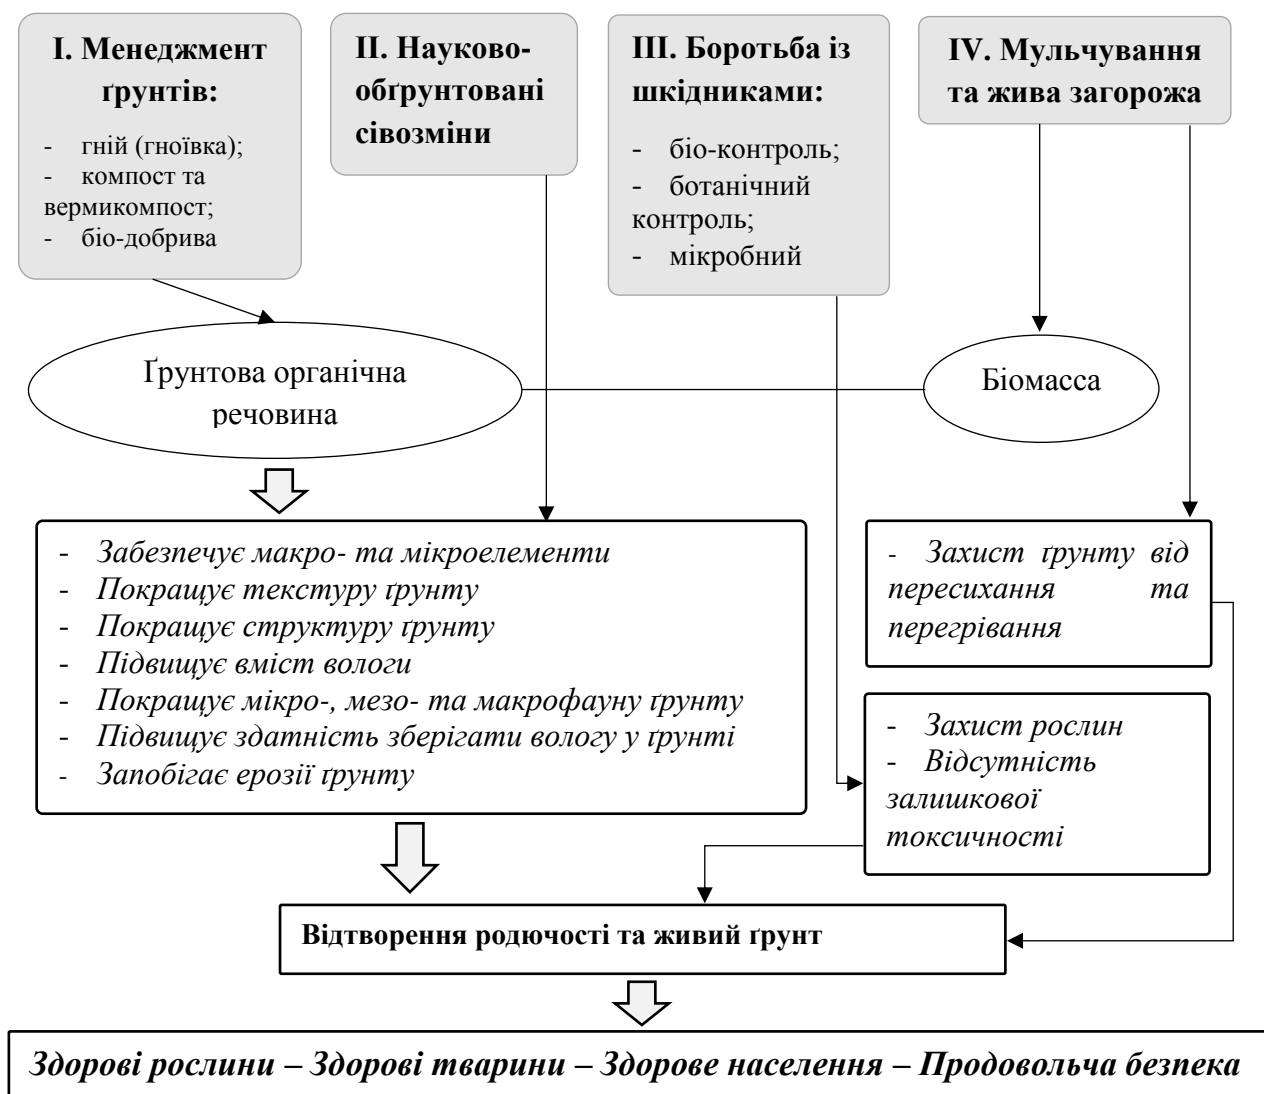 I. Менеджмент
ґрунтів:
- гній (гноївка);
- компост та
вермикомпост;
- біо-добрива
II. Науково-
обґрунтовані
сівозміни
III. Боротьба із
шкідниками:
- біо-контроль;
- ботанічний
контроль;
- мікробний
IV. Мульчування
та жива загорожа
Ґрунтова органічна
речовина
Біомасса
- Забезпечує макро- та мікроелементи
- Покращує текстуру ґрунту
- Покращує структуру ґрунту
- Підвищує вміст вологи
- Покращує мікро-, мезо- та макрофауну ґрунту
- Підвищує здатність зберігати вологу у ґрунті
- Запобігає ерозії ґрунту
- Захист ґрунту від
пересихання та
перегрівання
- Захист рослин
- Відсутність
залишкової
токсичності
Відтворення родючості та живий ґрунт
Здорові рослини – Здорові тварини – Здорове населення – Продовольча безпека